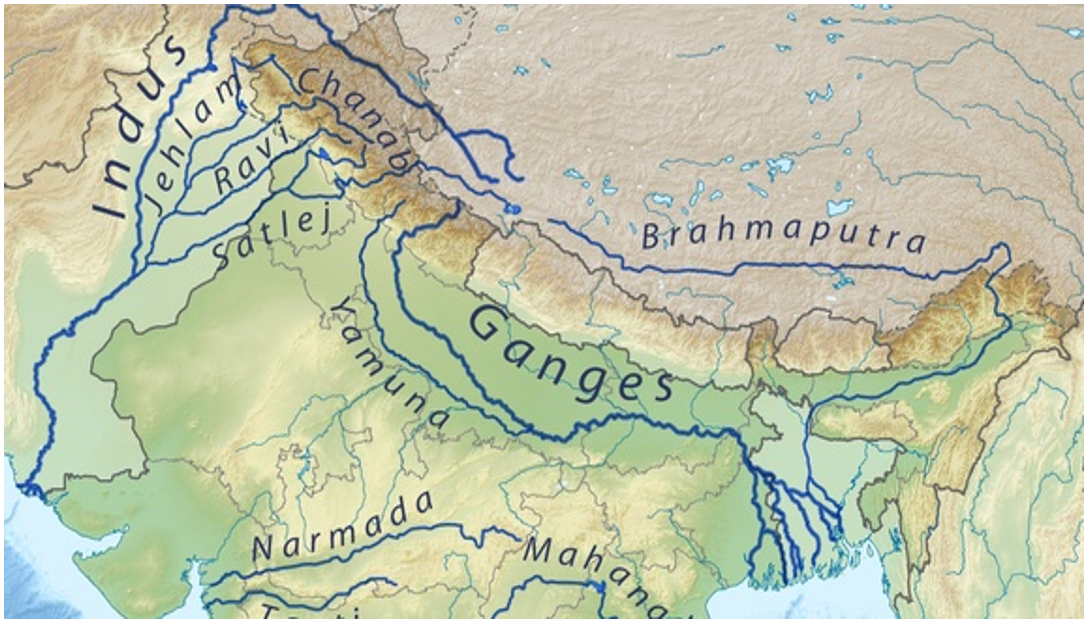 Indus
Jehlam
Chanab
Ravi
Satlej
Brahmaputra
Yamuna
Ganges
Narmada